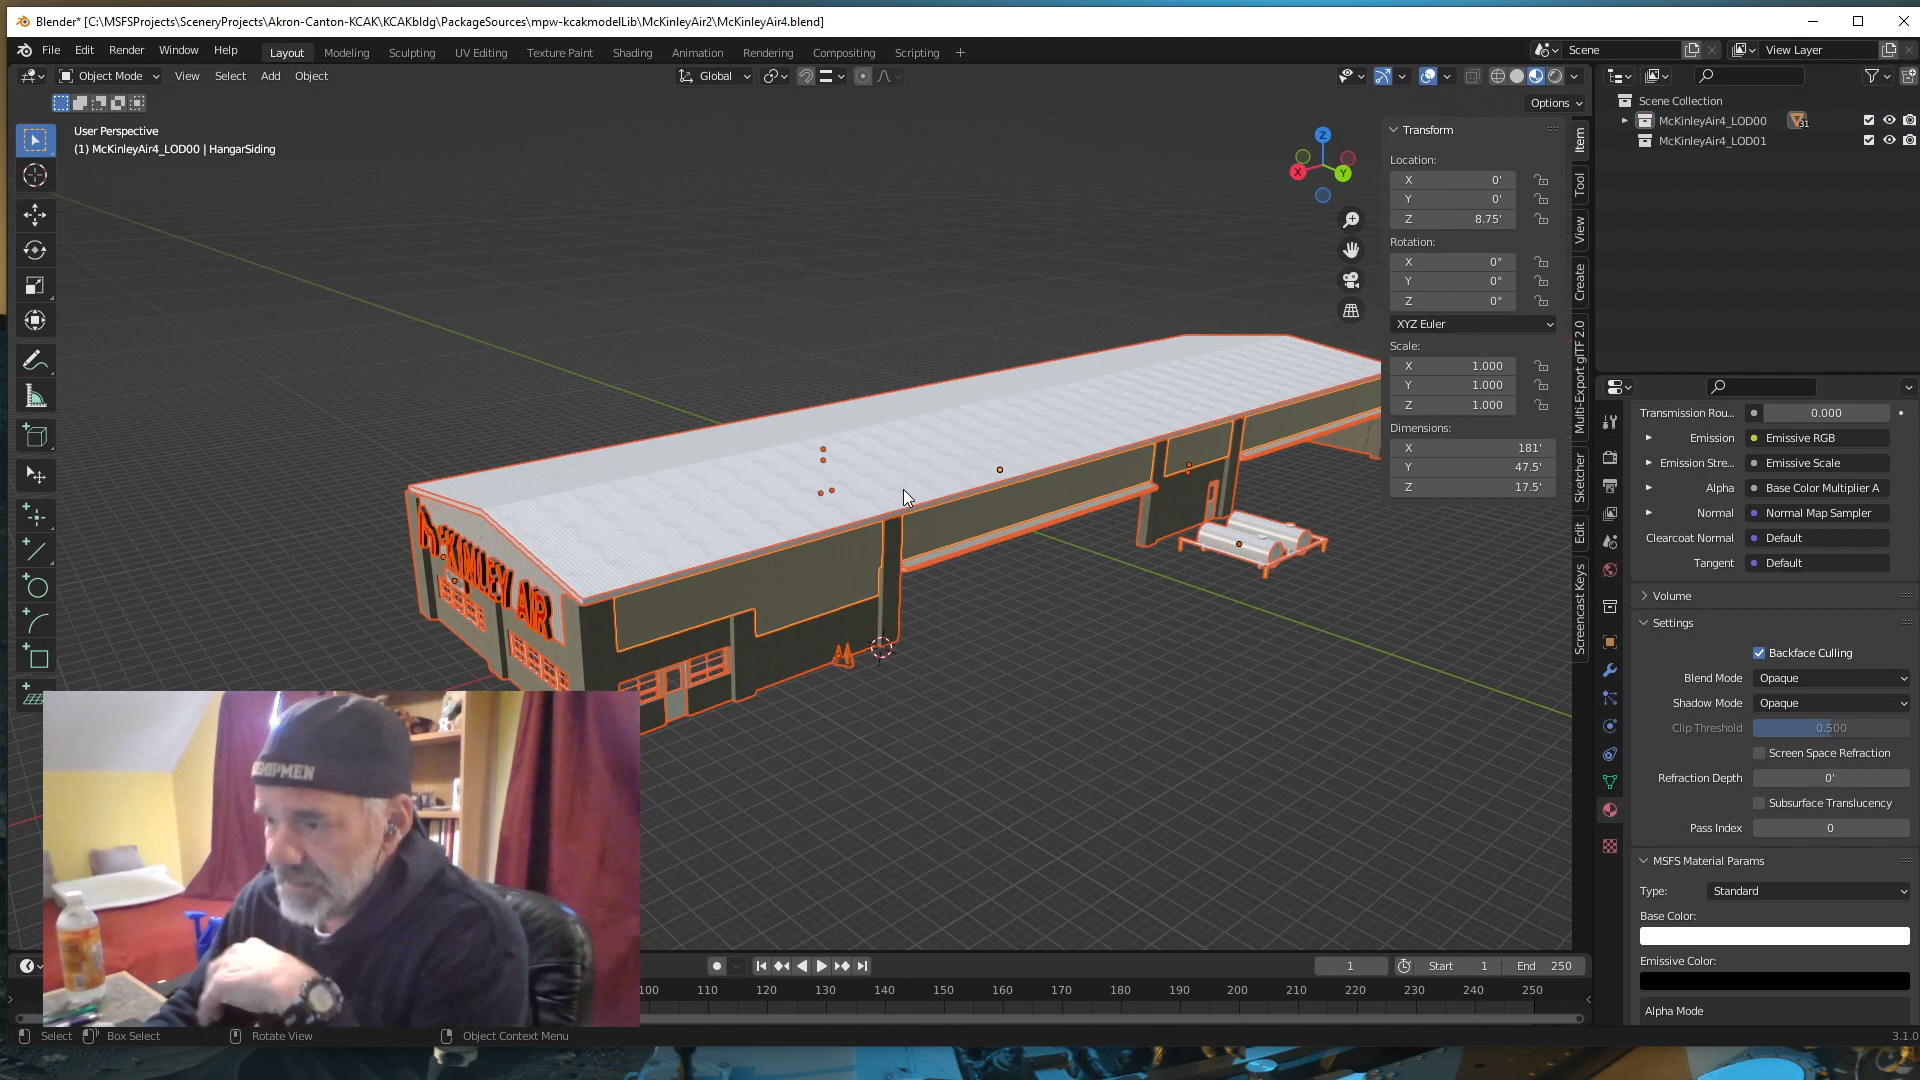 Blender* [C:\MSFSProjects\SceneryProjects\Akron-Canton-KCAK\KCAKbldg\PackageSources\mpw-kcakmodelLib\McKinleyAir2\McKinleyAir4.blend]
File Edit Render Window Help Layout Modeling Sculpting UV Editing Texture Paint Shading Animation Rendering Compositing Scripting + Scene View Layer
Object Mode View Select Add Object Global
Options
User Perspective
(1) McKinleyAir4_LOD00 | HangarSiding
Z
X
Y
Transform
Location:
X 0'
Y 0'
Z 8.75'
Rotation:
X 0°
Y 0°
Z 0°
XYZ Euler
Scale:
X 1.000
Y 1.000
Z 1.000
Dimensions:
X 181'
Y 47.5'
Z 17.5'
Item
Tool
View
Create
Multi-Export glTF 2.0
Sketcher
Edit
Screencast Keys
Scene Collection
McKinleyAir4_LOD00 31
McKinleyAir4_LOD01
Transmission Rou... 0.000
Emission Emissive RGB
Emission Stre... Emissive Scale
Alpha Base Color Multiplier A
Normal Normal Map Sampler
Clearcoat Normal Default
Tangent Default
Volume
Settings
Backface Culling
Blend Mode Opaque
Shadow Mode Opaque
Clip Threshold 0.500
Screen Space Refraction
Refraction Depth 0'
Subsurface Translucency
Pass Index 0
MSFS Material Params
Type: Standard
Base Color:
Emissive Color:
Alpha Mode
McKINLEY AIR
1 Start 1 End 250
100 110 120 130 140 150 160 170 180 190 200 210 220 230 240 250
Select Box Select Rotate View Object Context Menu 3.1.0